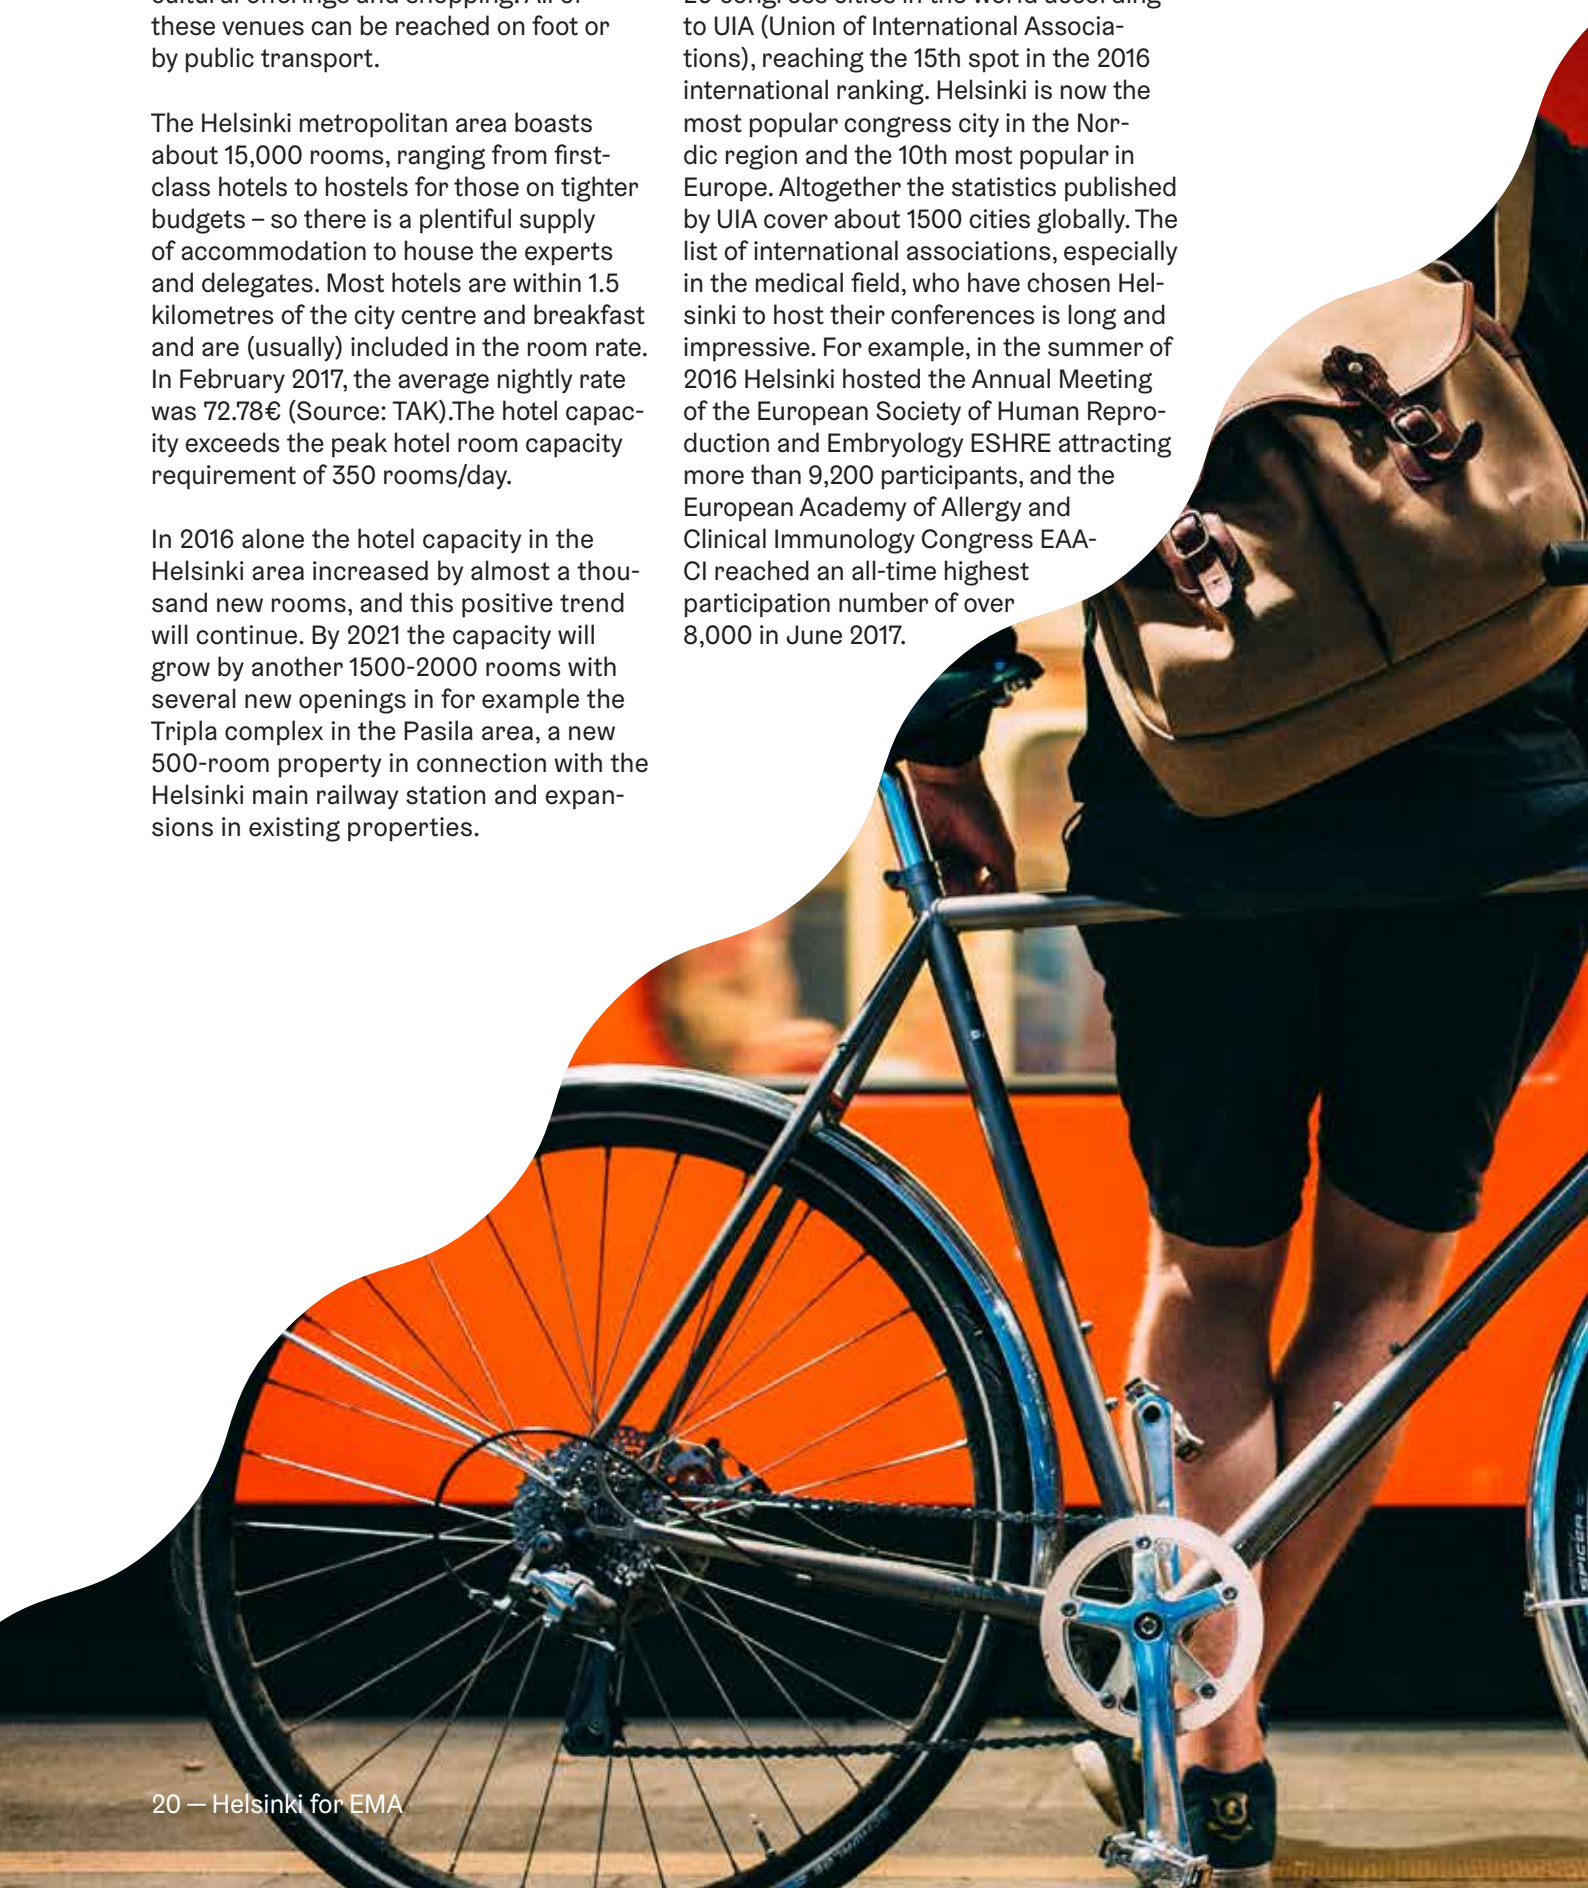 cultural offerings and shopping. All of
these venues can be reached on foot or
by public transport.
The Helsinki metropolitan area boasts
about 15,000 rooms, ranging from first-
class hotels to hostels for those on tighter
budgets – so there is a plentiful supply
of accommodation to house the experts
and delegates. Most hotels are within 1.5
kilometres of the city centre and breakfast
and are (usually) included in the room rate.
In February 2017, the average nightly rate
was 72.78€ (Source: TAK).The hotel capac-
ity exceeds the peak hotel room capacity
requirement of 350 rooms/day.
In 2016 alone the hotel capacity in the
Helsinki area increased by almost a thou-
sand new rooms, and this positive trend
will continue. By 2021 the capacity will
grow by another 1500-2000 rooms with
several new openings in for example the
Tripla complex in the Pasila area, a new
500-room property in connection with the
Helsinki main railway station and expan-
sions in existing properties.
20 congress cities in the world according
to UIA (Union of International Associa-
tions), reaching the 15th spot in the 2016
international ranking. Helsinki is now the
most popular congress city in the Nor-
dic region and the 10th most popular in
Europe. Altogether the statistics published
by UIA cover about 1500 cities globally. The
list of international associations, especially
in the medical field, who have chosen Hel-
sinki to host their conferences is long and
impressive. For example, in the summer of
2016 Helsinki hosted the Annual Meeting
of the European Society of Human Repro-
duction and Embryology ESHRE attracting
more than 9,200 participants, and the
European Academy of Allergy and
Clinical Immunology Congress EAA-
CI reached an all-time highest
participation number of over
8,000 in June 2017.
SPICER
20 — Helsinki for EMA